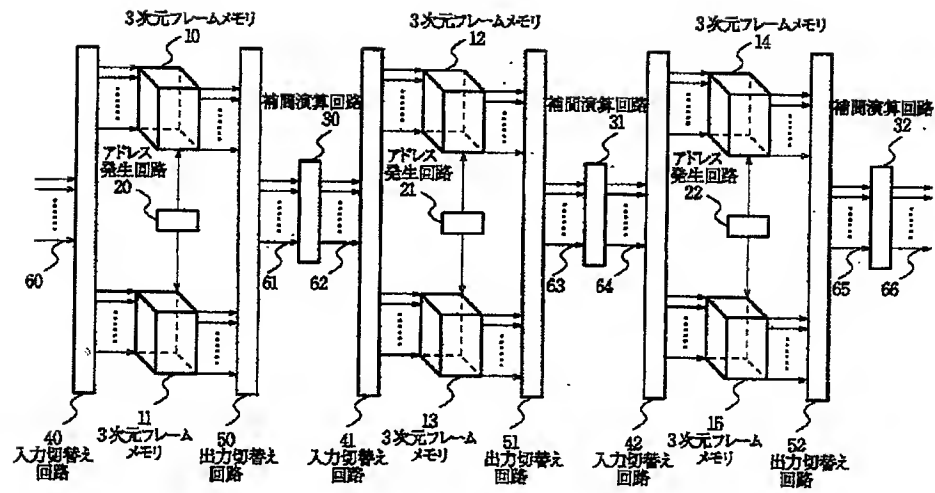 3次元フレームメモリ
10
3次元フレームメモリ
12
3次元フレームメモリ
14
補間演算回路
30
補間演算回路
31
補間演算回路
32
アドレス
発生回路
20
アドレス
発生回路
21
アドレス
発生回路
22
60
61
62
63
64
65
66
40
入力切替え
回路
11
3次元フレーム
メモリ
50
出力切替え
回路
41
入力切替え
回路
13
3次元フレーム
メモリ
51
出力切替え
回路
42
入力切替え
回路
15
3次元フレーム
メモリ
52
出力切替え
回路